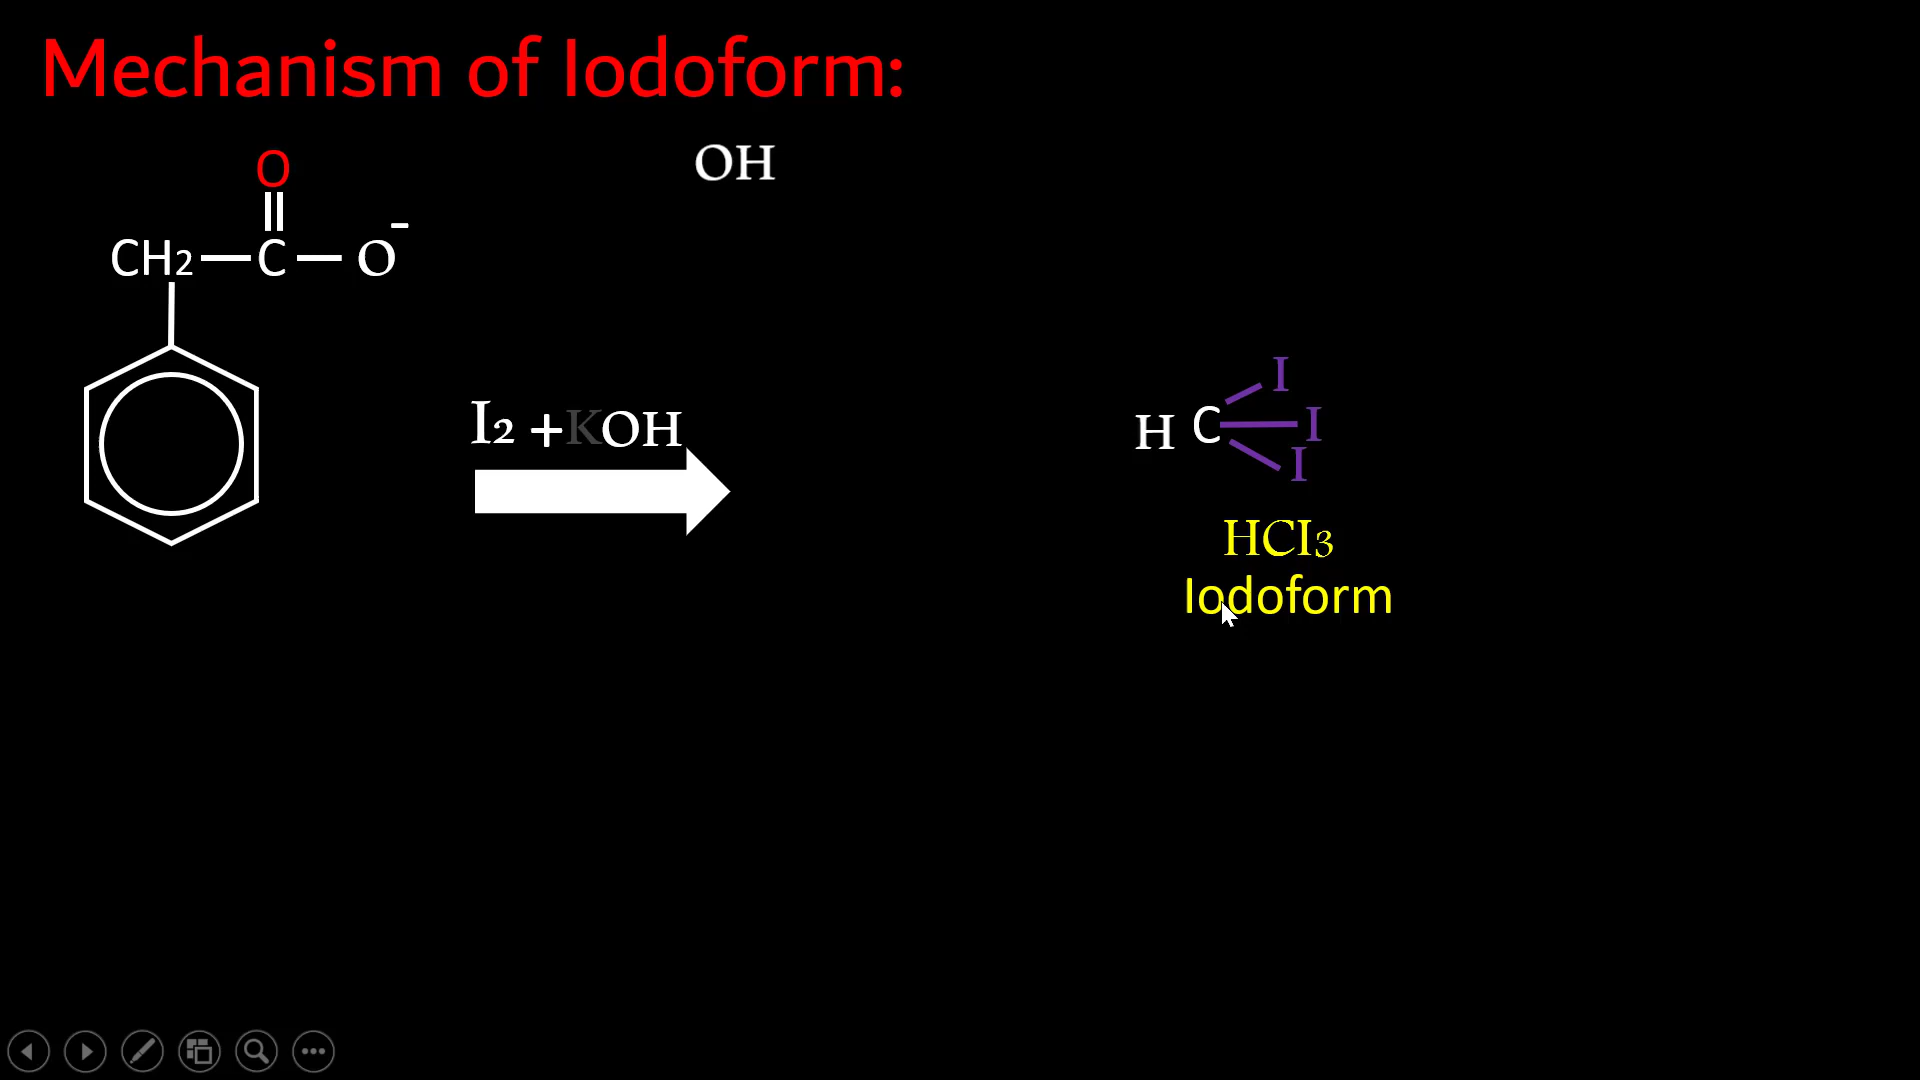 Mechanism of Iodoform:
O
OH
CH2 C O-
I2 +KOH
I
H C I
I
HCI3
Iodoform